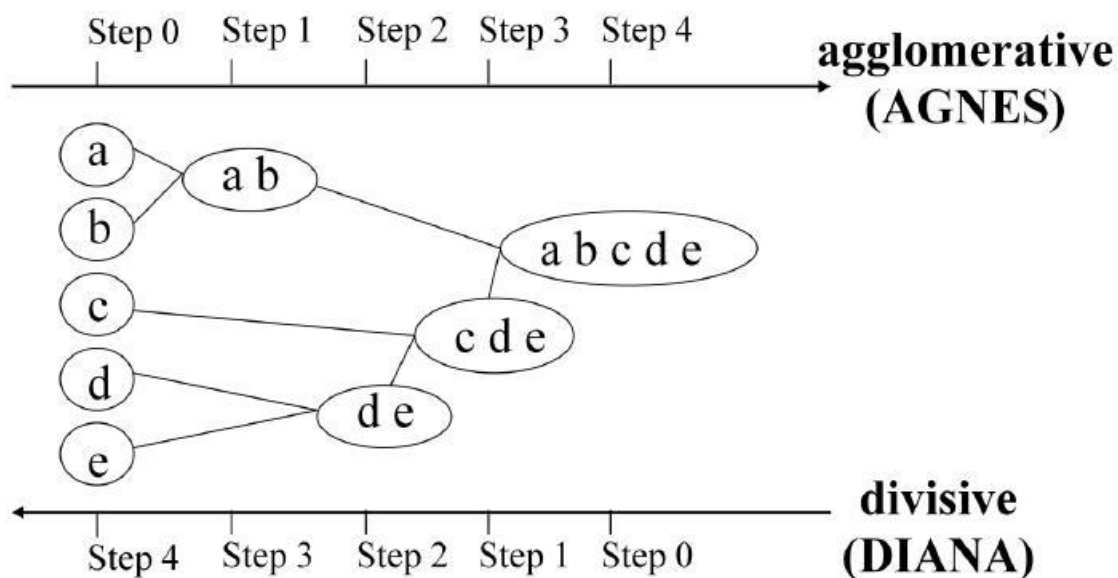 Step 0 Step 1 Step 2 Step 3 Step 4
agglomerative
(AGNES)
a
a b
b
a b c d e
c
c d e
d
d e
e
divisive
(DIANA)
Step 4 Step 3 Step 2 Step 1 Step 0